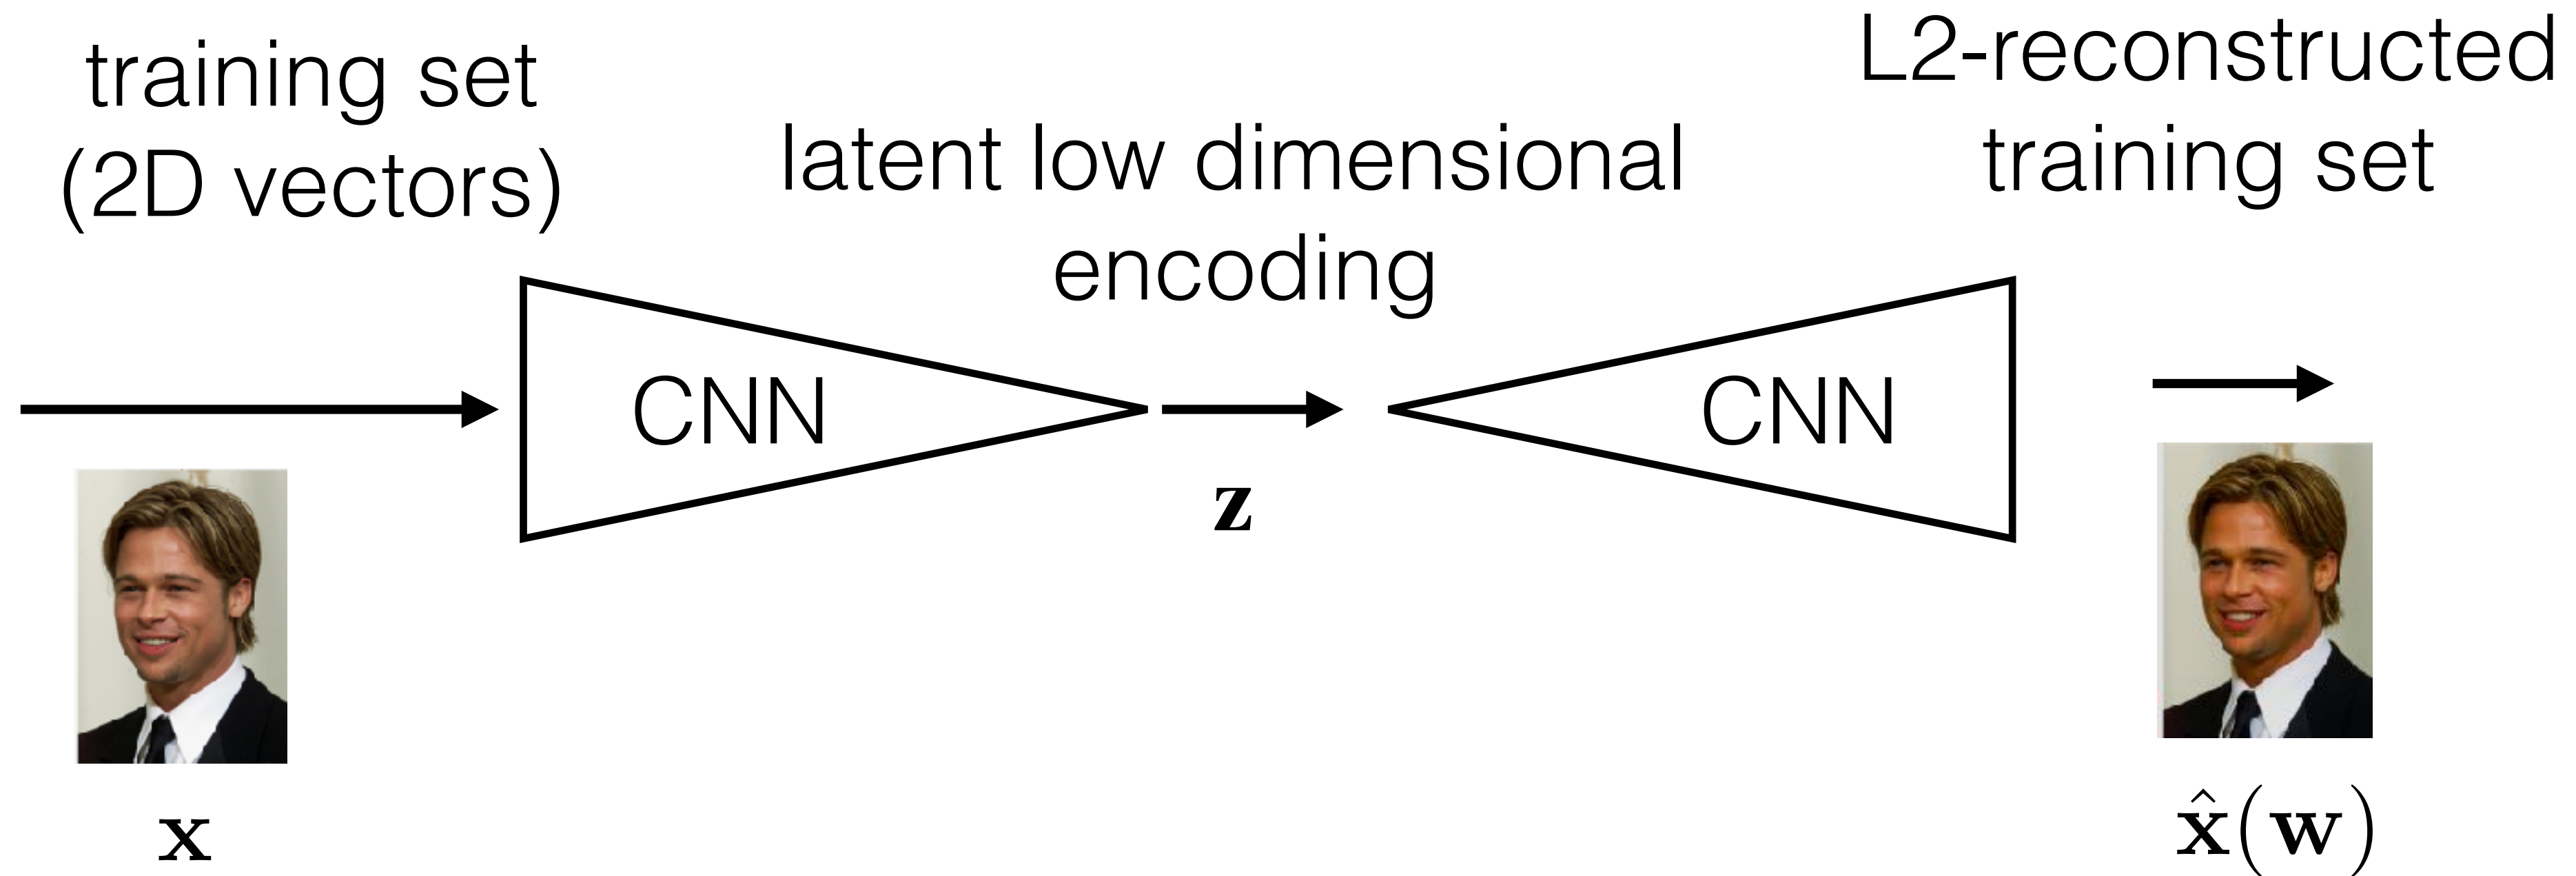 training set
(2D vectors)
latent low dimensional
encoding
L2-reconstructed
training set
CNN
z
CNN
x
x̂(w)